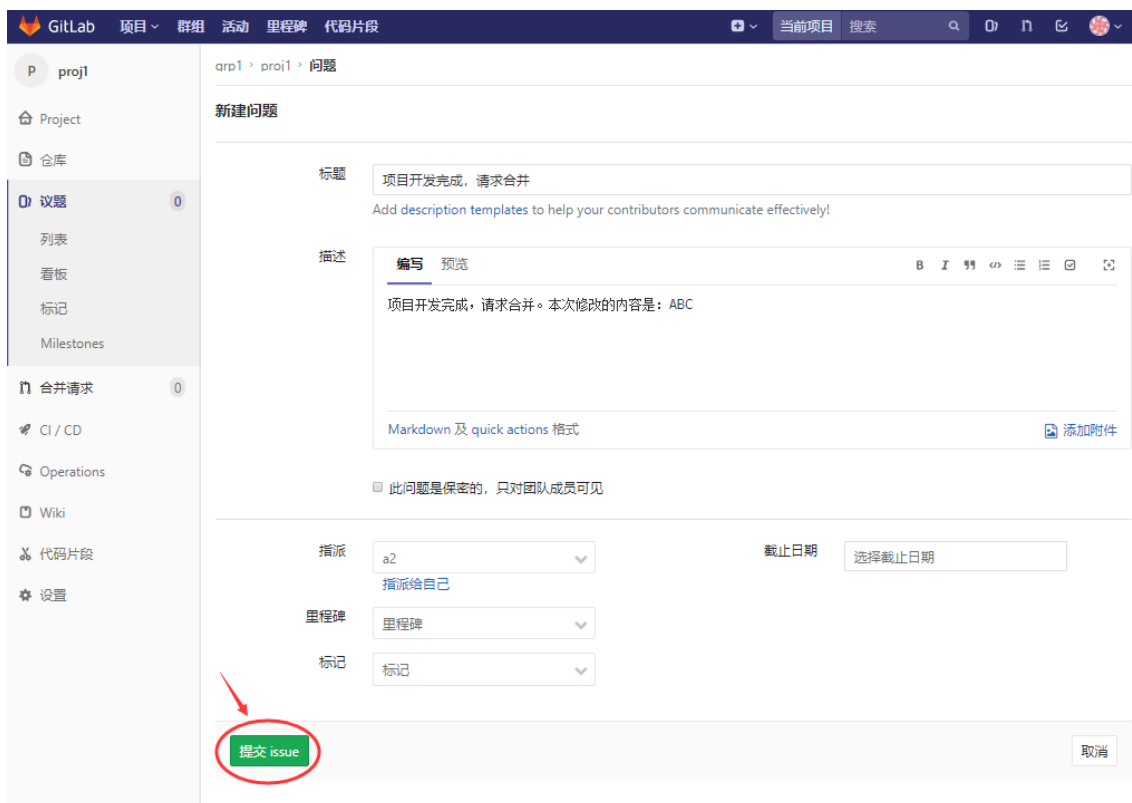 GitLab 项目 群组 活动 里程碑 代码片段 当前项目 搜索
P proj1
grp1 › proj1 › 问题
新建问题
Project
仓库
议题 0
列表
看板
标记
Milestones
合并请求 0
CI / CD
Operations
Wiki
代码片段
设置
标题 项目开发完成，请求合并
Add description templates to help your contributors communicate effectively!
描述 编写 预览
项目开发完成，请求合并。本次修改的内容是：ABC
Markdown 及 quick actions 格式 添加附件
此问题是保密的，只对团队成员可见
指派 a2 截止日期 选择截止日期
指派给自己
里程碑 里程碑
标记 标记
提交 issue 取消